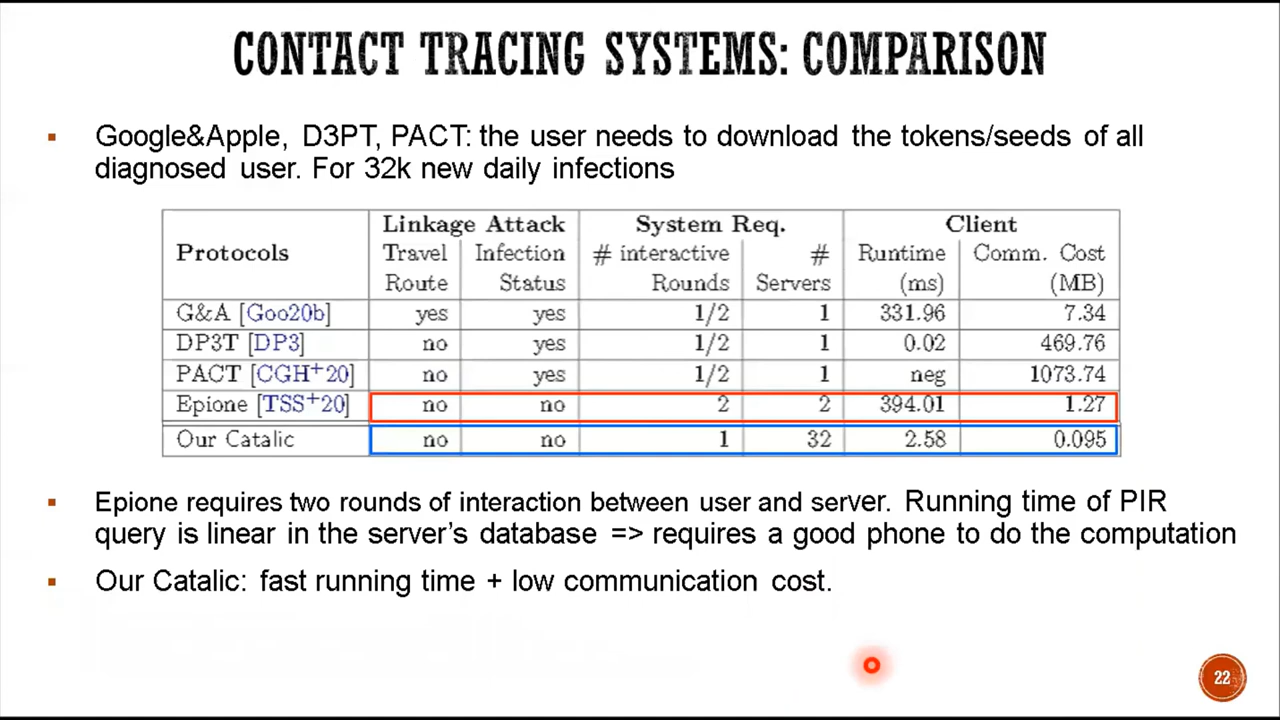 CONTACT TRACING SYSTEMS: COMPARISON
Google&Apple, D3PT, PACT: the user needs to download the tokens/seeds of all
diagnosed user. For 32k new daily infections
Linkage Attack System Req. Client
Protocols Travel Infection # interactive # Runtime Comm. Cost
Route Status Rounds Servers (ms) (MB)
G&A [Goo20b] yes yes 1/2 1 331.96 7.34
DP3T [DP3] no yes 1/2 1 0.02 469.76
PACT [CGH+20] no yes 1/2 1 neg 1073.74
Epione [TSS+20] no no 2 2 394.01 1.27
Our Catalic no no 1 32 2.58 0.095
Epione requires two rounds of interaction between user and server. Running time of PIR
query is linear in the server's database => requires a good phone to do the computation
Our Catalic: fast running time + low communication cost.
22